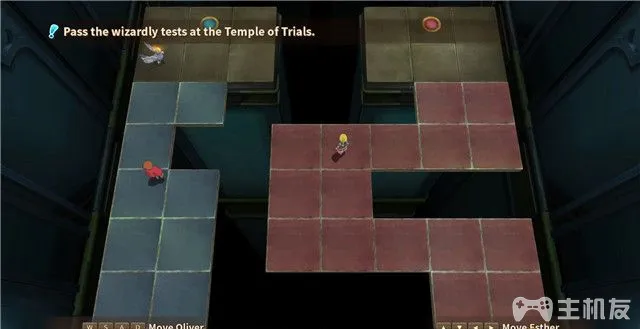 Pass the wizardly tests at the Temple of Trials.
W S A D Move Oliver
▲ ▼ ◄ ► Move Esther
主机友